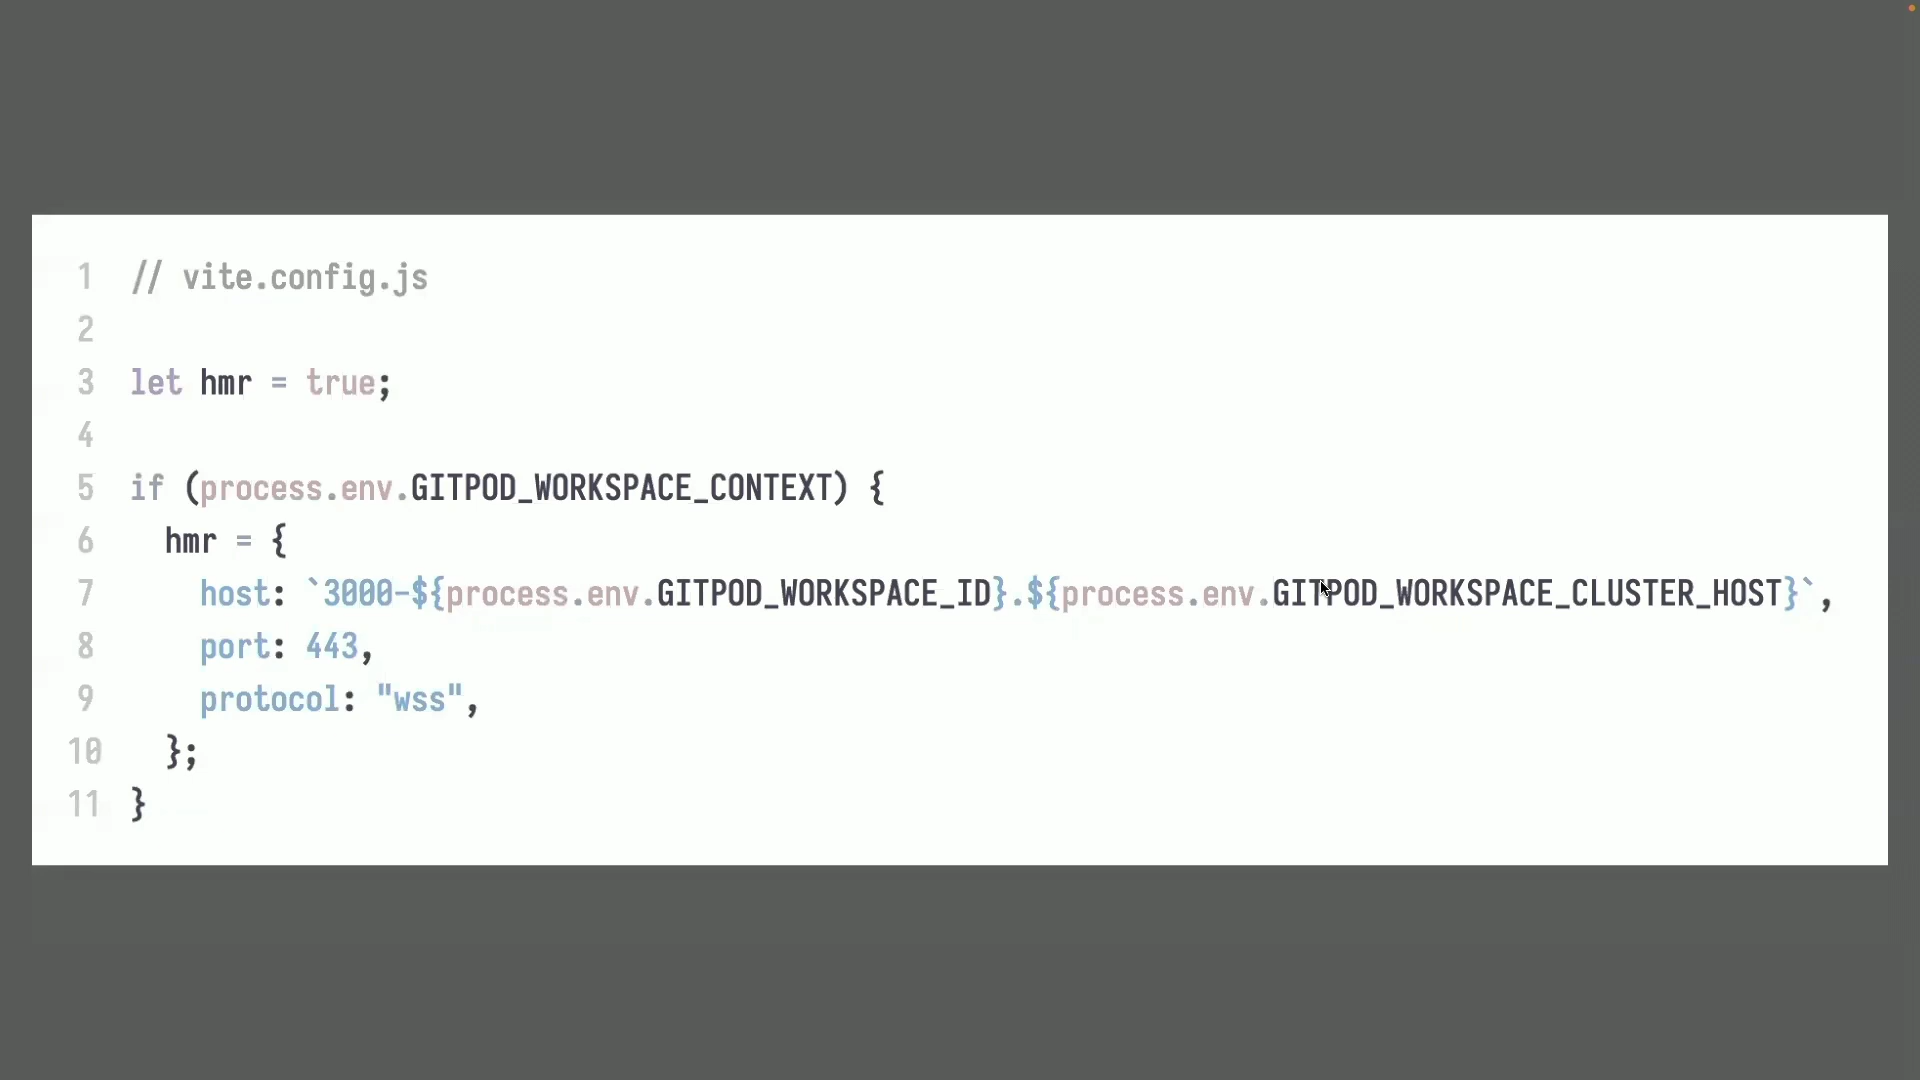 1 // vite.config.js
2
3 let hmr = true;
4
5 if (process.env.GITPOD_WORKSPACE_CONTEXT) {
6   hmr = {
7     host: `3000-${process.env.GITPOD_WORKSPACE_ID}.${process.env.GITPOD_WORKSPACE_CLUSTER_HOST}`,
8     port: 443,
9     protocol: "wss",
10   };
11 }